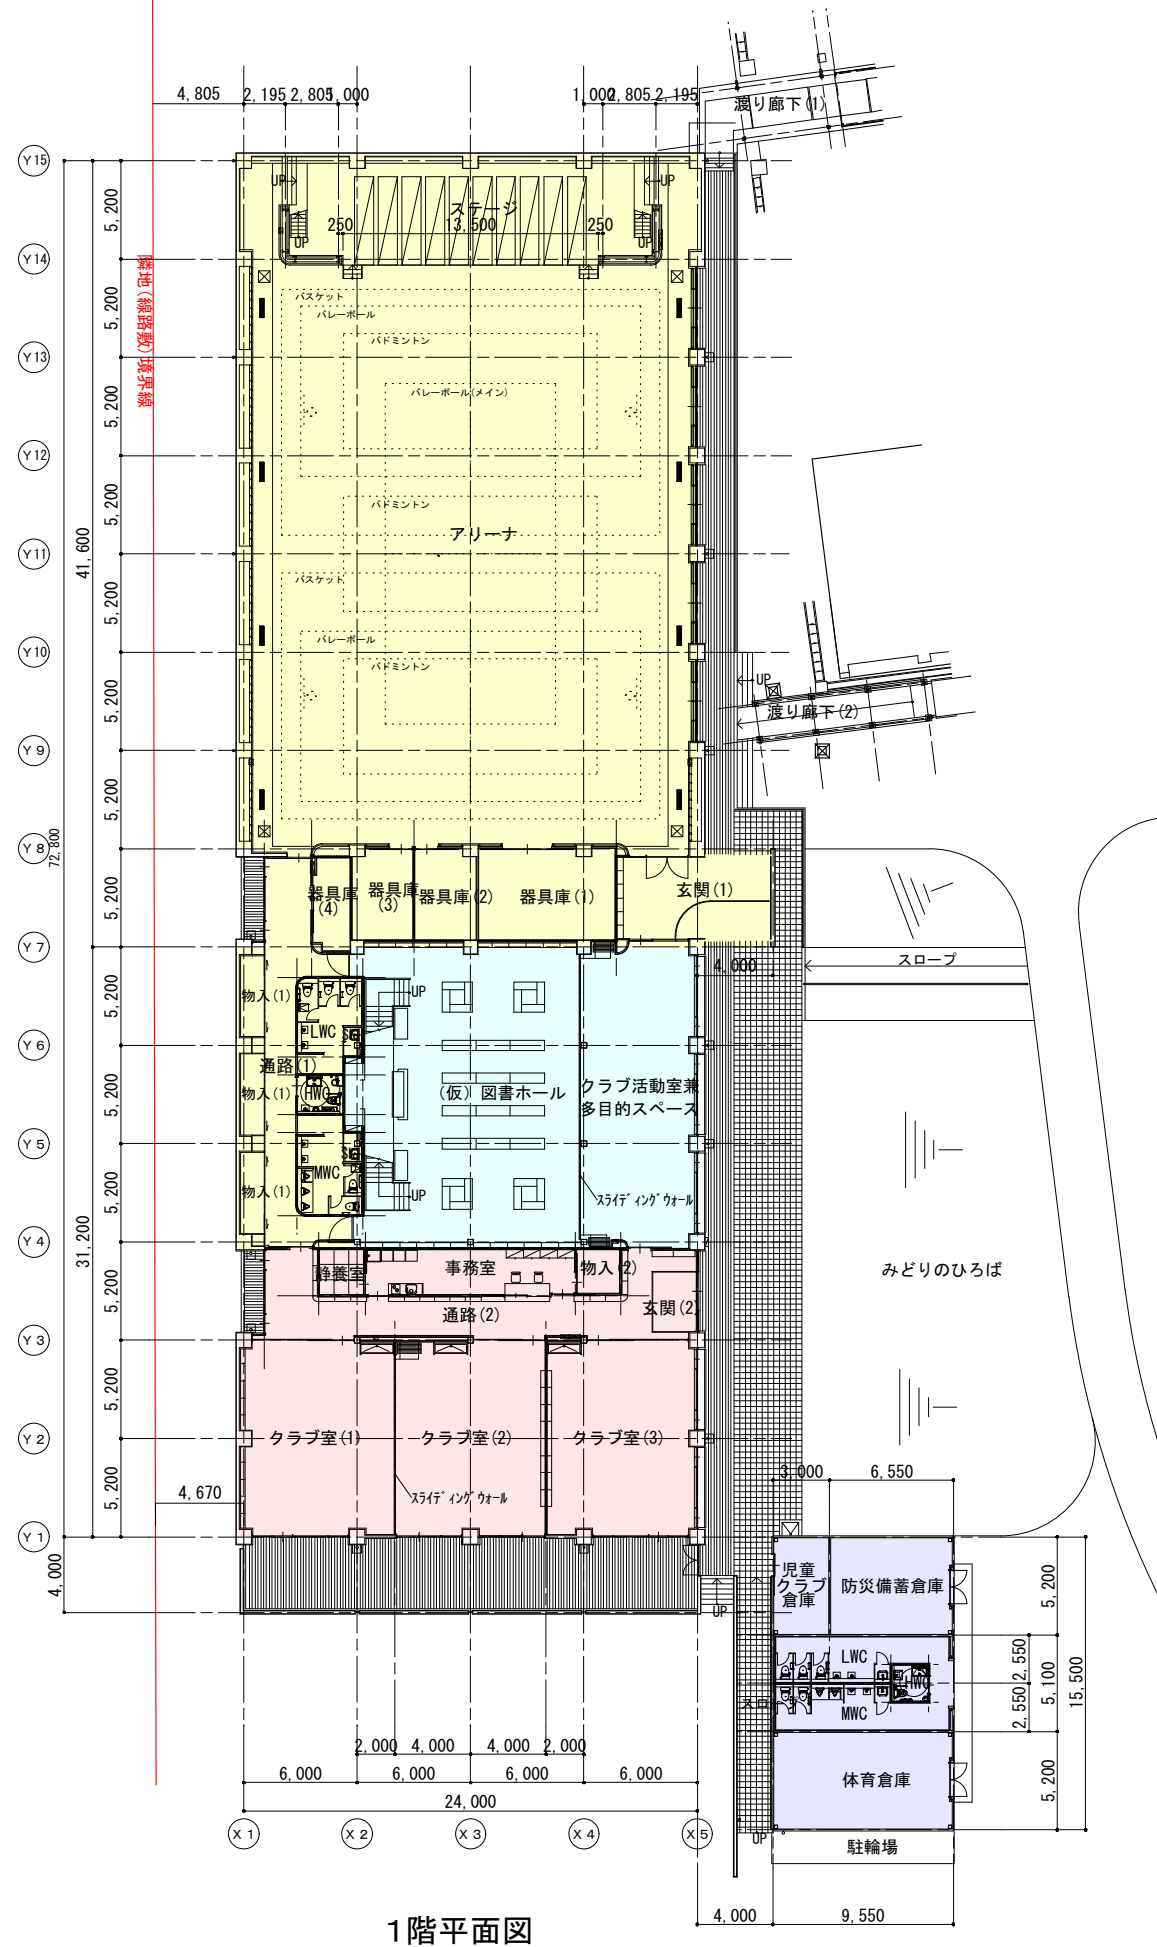 4,805
2,195
2,805
1,000
1,000
2,805
2,195
渡り廊下(1)
Y15
UP
UP
ステージ
5,200
250
13,500
250
UP
UP
Y14
隣地(線路敷)境界線
バスケット
バレーボール
5,200
バドミントン
Y13
バレーボール(メイン)
5,200
Y12
バドミントン
5,200
アリーナ
41,600
Y11
バスケット
5,200
バレーボール
Y10
バドミントン
UP
5,200
渡り廊下(2)
Y9
5,200
Y8
72,800
5,200
器具庫
(4)
器具庫
(3)
器具庫(2)
器具庫(1)
玄関(1)
Y7
4,000
スロープ
5,200
物入(1)
UP
LWC
SK
Y6
通路(1)
5,200
物入(1)
HWC
(仮)図書ホール
クラブ活動室兼
多目的スペース
Y5
5,200
物入(1)
MWC
UP
スライディングウォール
31,200
Y4
静養室
事務室
物入(2)
みどりのひろば
5,200
通路(2)
玄関(2)
Y3
5,200
Y2
クラブ室(1)
クラブ室(2)
クラブ室(3)
3,000
6,550
4,670
スライディングウォール
5,200
Y1
4,000
児童
クラブ
倉庫
防災備蓄倉庫
5,200
UP
LWC
HWC
MWC
2,550
2,550
5,100
15,500
スロ
2,000
4,000
4,000
2,000
6,000
6,000
6,000
6,000
体育倉庫
5,200
24,000
X1
X2
X3
X4
X5
UP
駐輪場
4,000
9,550
1階平面図